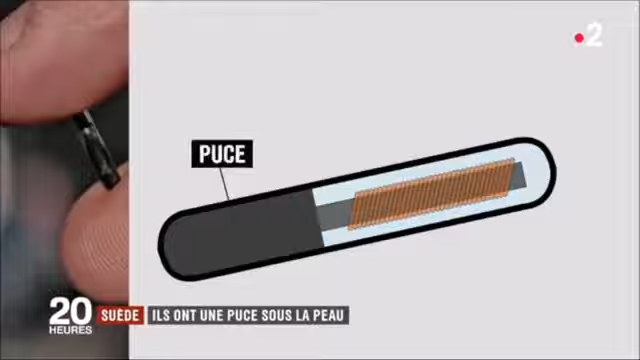 2
PUCE
20
HEURES
SUÈDE
ILS ONT UNE PUCE SOUS LA PEAU